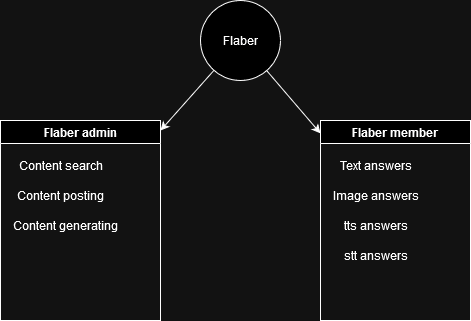 Flaber
Flaber admin
Content search
Content posting
Content generating
Flaber member
Text answers
Image answers
tts answers
stt answers